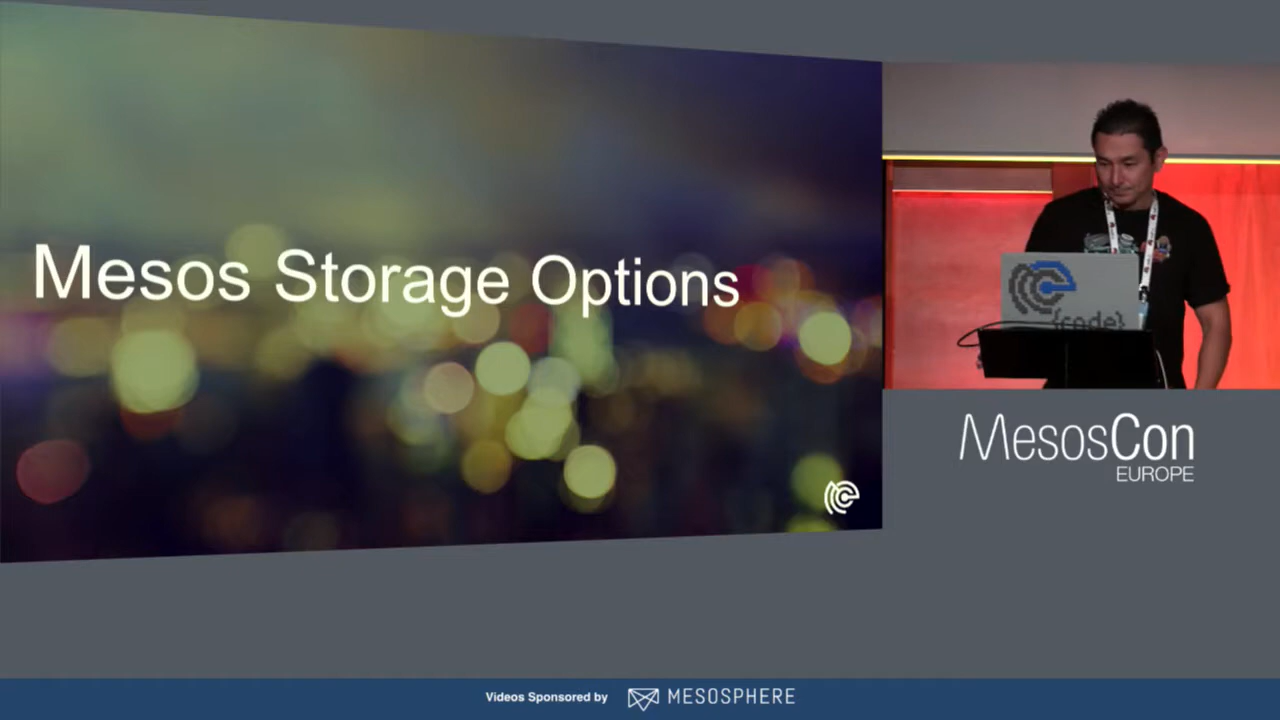 Mesos Storage Options
{code}
MesosCon
EUROPE
Videos Sponsored by MESOSPHERE